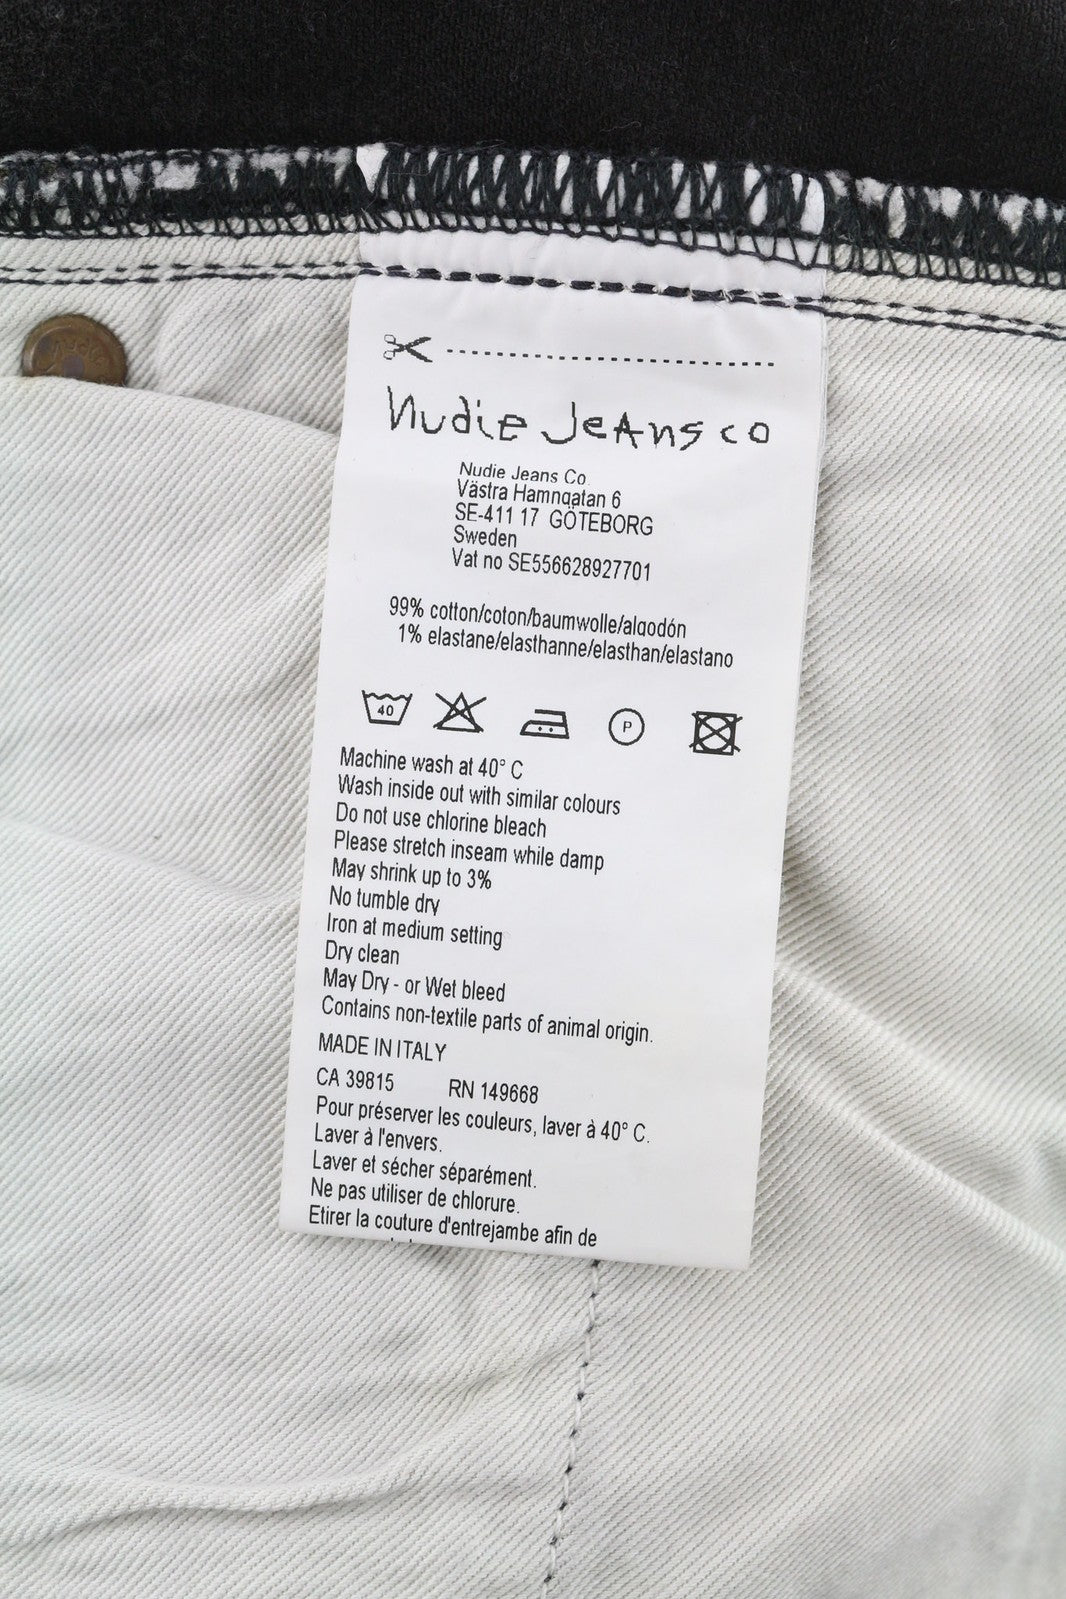 nudie Jeans co
Nudie Jeans Co.
Västra Hamngatan 6
SE-411 17 GÖTEBORG
Sweden
Vat no SE556628927701
99% cotton/coton/baumwolle/algodón
1% elastane/elasthanne/elasthan/elastano
40
P
Machine wash at 40° C
Wash inside out with similar colours
Do not use chlorine bleach
Please stretch inseam while damp
May shrink up to 3%
No tumble dry
Iron at medium setting
Dry clean
May Dry - or Wet bleed
Contains non-textile parts of animal origin.
MADE IN ITALY
CA 39815 RN 149668
Pour préserver les couleurs, laver à 40° C.
Laver à l'envers.
Laver et sécher séparément.
Ne pas utiliser de chlorure.
Etirer la couture d'entrejambe afin de